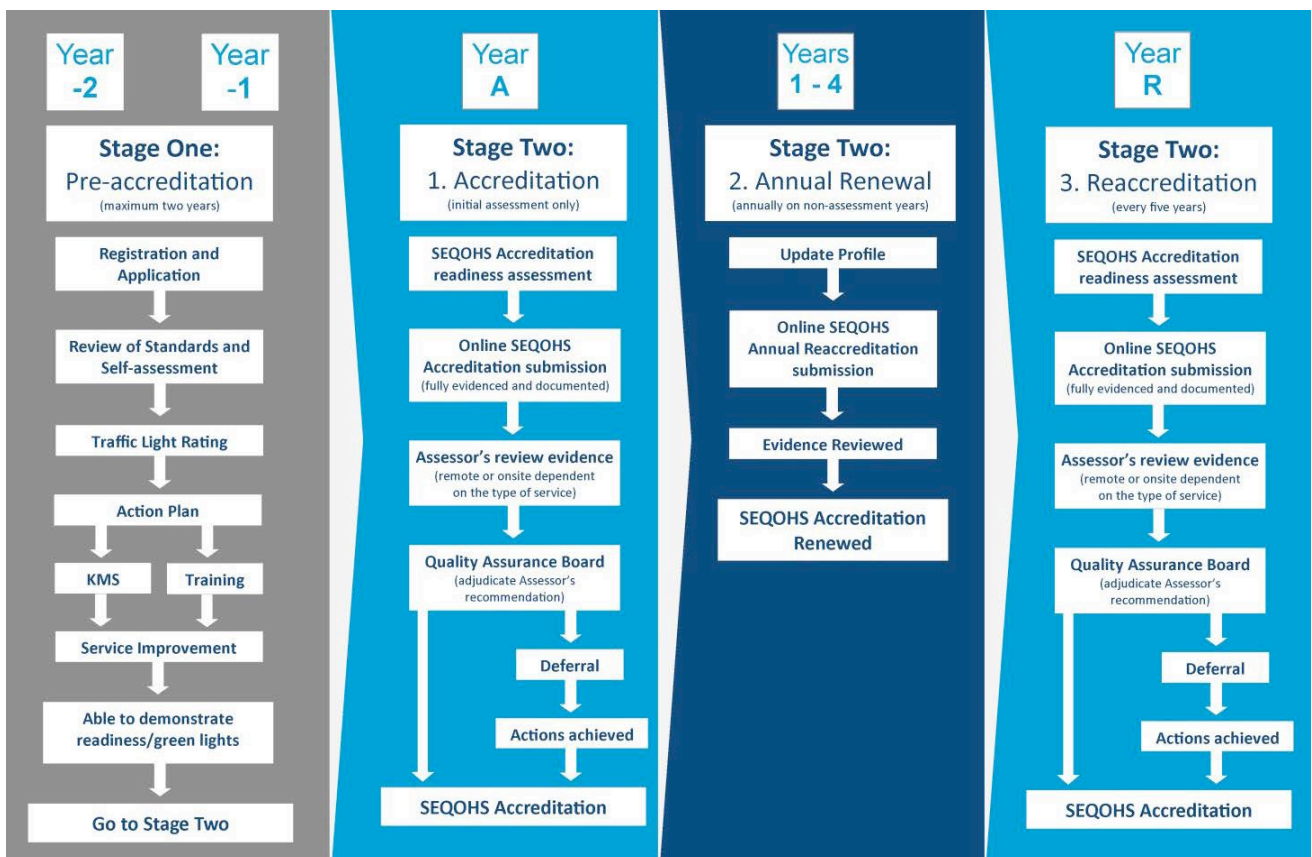 Year
-2
Year
-1
Stage One:
Pre-accreditation
(maximum two years)
Registration and
Application
Review of Standards and
Self-assessment
Traffic Light Rating
Action Plan
KMS
Training
Service Improvement
Able to demonstrate
readiness/green lights
Go to Stage Two
Year
A
Stage Two:
1. Accreditation
(initial assessment only)
SEQOHS Accreditation
readiness assessment
Online SEQOHS
Accreditation submission
(fully evidenced and documented)
Assessor's review evidence
(remote or onsite dependent
on the type of service)
Quality Assurance Board
(adjudicate Assessor's
recommendation)
Deferral
Actions achieved
SEQOHS Accreditation
Years
1 - 4
Stage Two:
2. Annual Renewal
(annually on non-assessment years)
Update Profile
Online SEQOHS
Annual Reaccreditation
submission
Evidence Reviewed
SEQOHS Accreditation
Renewed
Year
R
Stage Two:
3. Reaccreditation
(every five years)
SEQOHS Accreditation
readiness assessment
Online SEQOHS
Accreditation submission
(fully evidenced and documented)
Assessor's review evidence
(remote or onsite dependent
on the type of service)
Quality Assurance Board
(adjudicate Assessor's
recommendation)
Deferral
Actions achieved
SEQOHS Accreditation